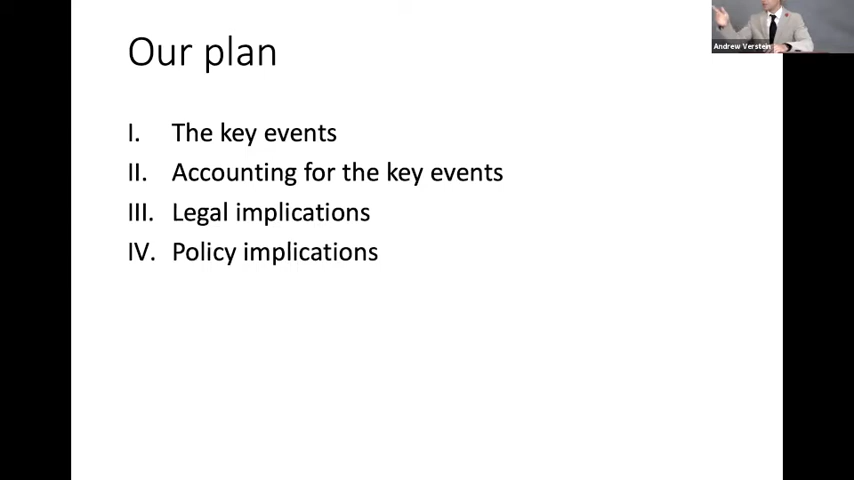 Our plan
Andrew Verstein
I. The key events
II. Accounting for the key events
III. Legal implications
IV. Policy implications